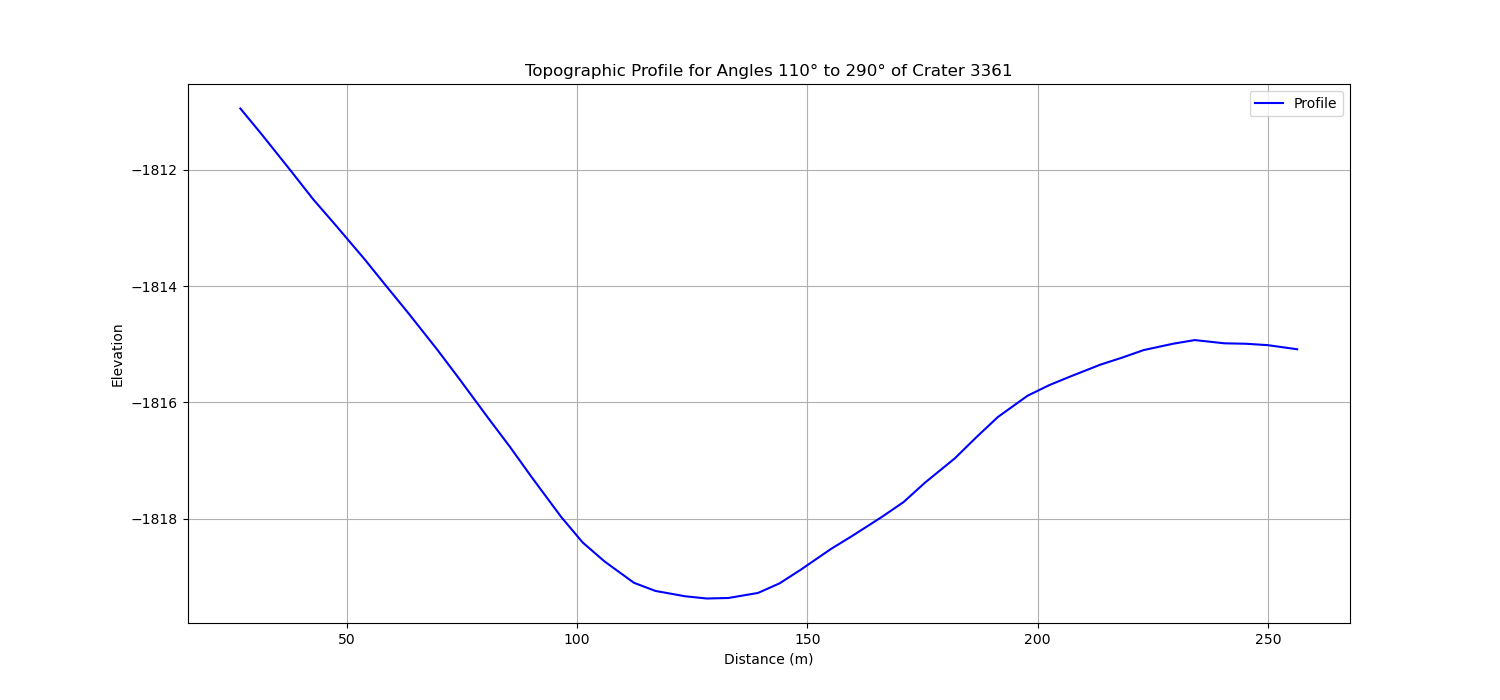 Topographic Profile for Angles 110° to 290° of Crater 3361
Profile
−1812
−1814
−1816
−1818
Elevation
50
100
150
200
250
Distance (m)